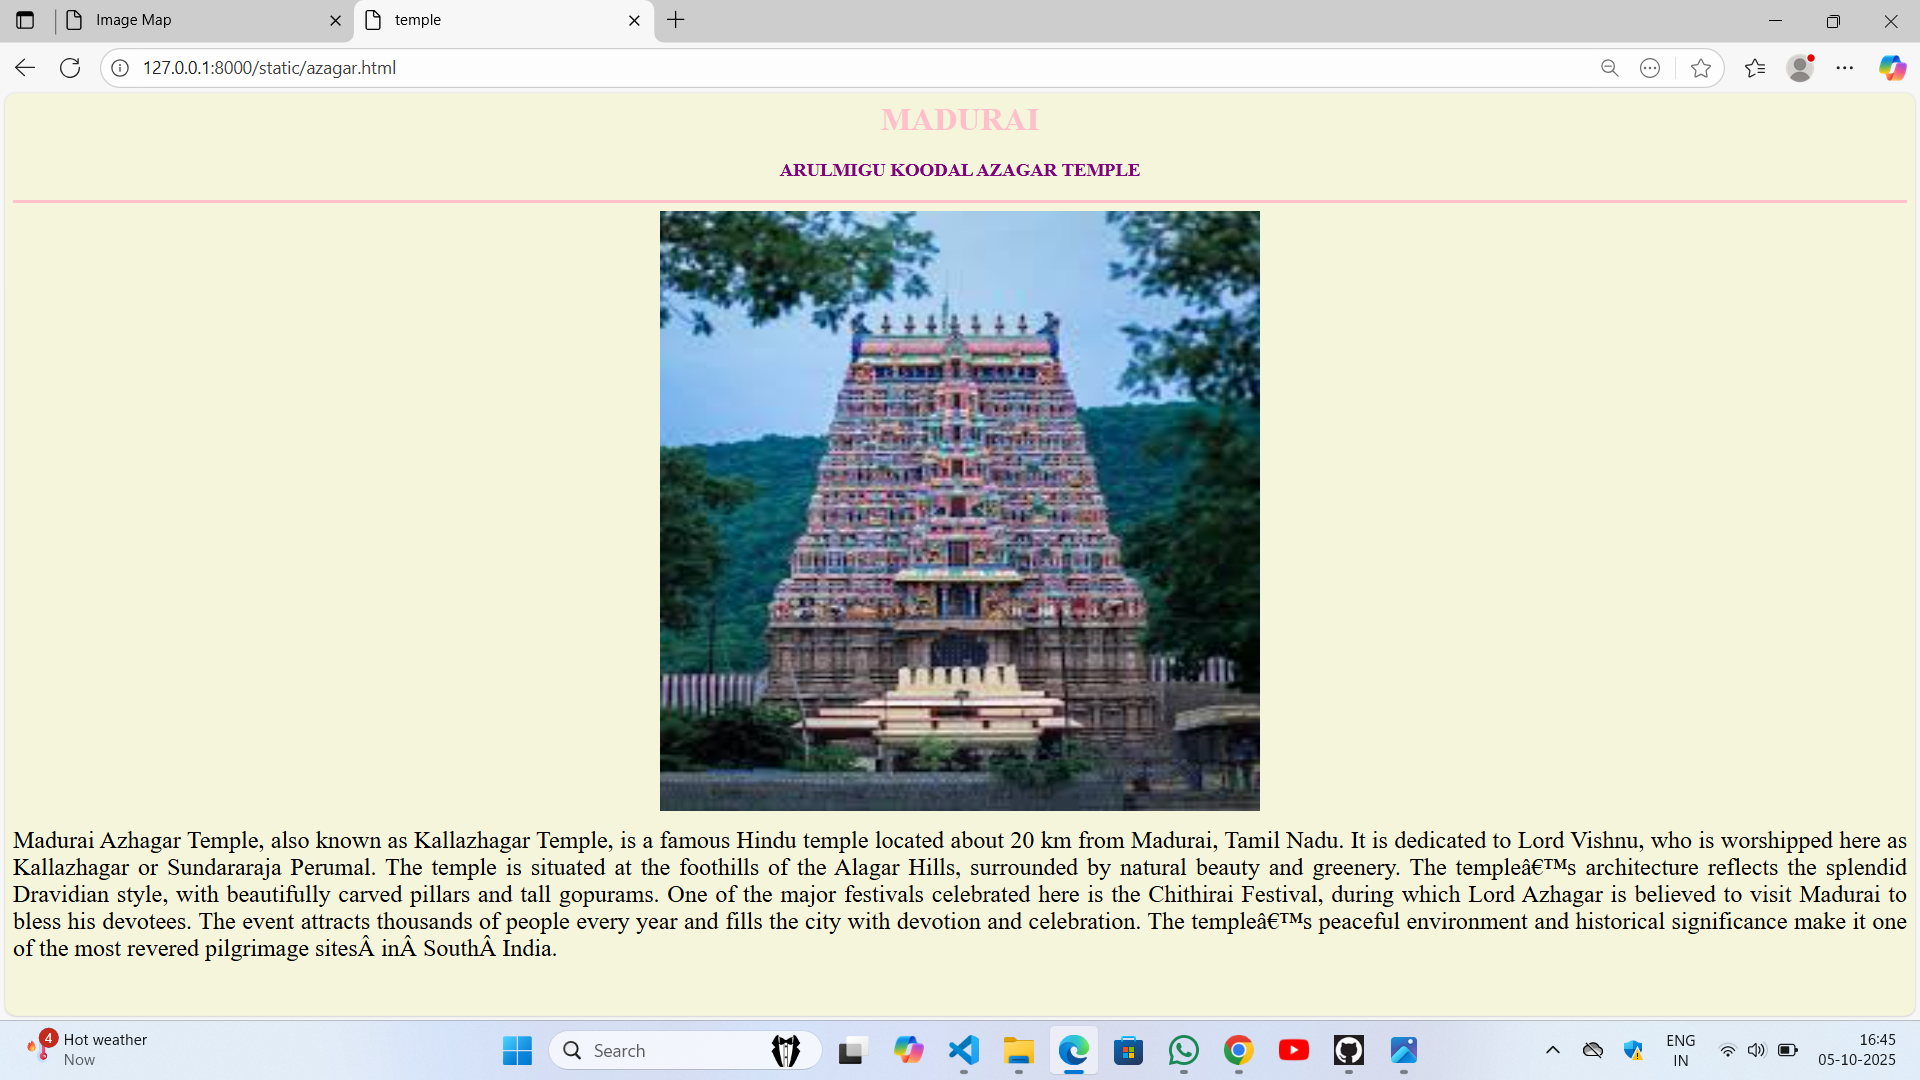 Image Map
temple
127.0.0.1:8000/static/azagar.html
MADURAI
ARULMIGU KOODAL AZAGAR TEMPLE
Madurai Azhagar Temple, also known as Kallazhagar Temple, is a famous Hindu temple located about 20 km from Madurai, Tamil Nadu. It is dedicated to Lord Vishnu, who is worshipped here as
Kallazhagar or Sundararaja Perumal. The temple is situated at the foothills of the Alagar Hills, surrounded by natural beauty and greenery. The templeâ€™s architecture reflects the splendid
Dravidian style, with beautifully carved pillars and tall gopurams. One of the major festivals celebrated here is the Chithirai Festival, during which Lord Azhagar is believed to visit Madurai to
bless his devotees. The event attracts thousands of people every year and fills the city with devotion and celebration. The templeâ€™s peaceful environment and historical significance make it one
of the most revered pilgrimage sitesÂ inÂ SouthÂ India.
4
Hot weather
Now
Search
ENG
IN
16:45
05-10-2025